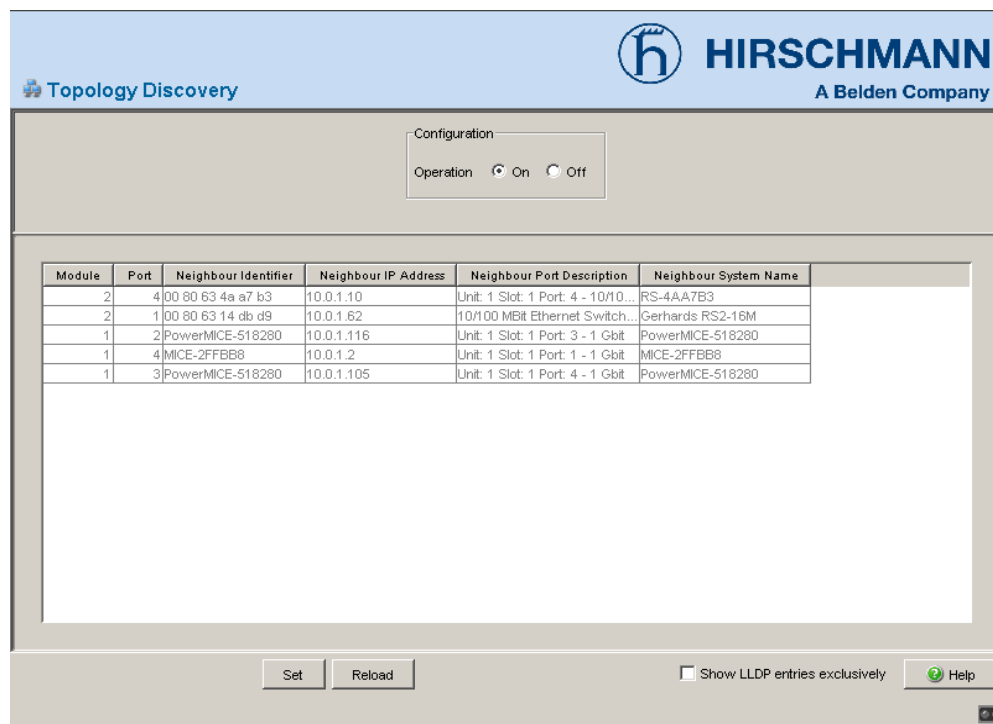 HIRSCHMANN
Topology Discovery
A Belden Company
Configuration
Operation On Off
Module Port Neighbour Identifier Neighbour IP Address Neighbour Port Description Neighbour System Name
2 4 00 80 63 4a a7 b3 10.0.1.10 Unit: 1 Slot: 1 Port: 4 - 10/10... RS-4AA7B3
2 1 00 80 63 14 db d9 10.0.1.62 10/100 MBit Ethernet Switch... Gerhards RS2-16M
1 2 PowerMICE-518280 10.0.1.116 Unit: 1 Slot: 1 Port: 3 - 1 Gbit PowerMICE-518280
1 4 MICE-2FFBB8 10.0.1.2 Unit: 1 Slot: 1 Port: 1 - 1 Gbit MICE-2FFBB8
1 3 PowerMICE-518280 10.0.1.105 Unit: 1 Slot: 1 Port: 4 - 1 Gbit PowerMICE-518280
Set Reload Show LLDP entries exclusively Help